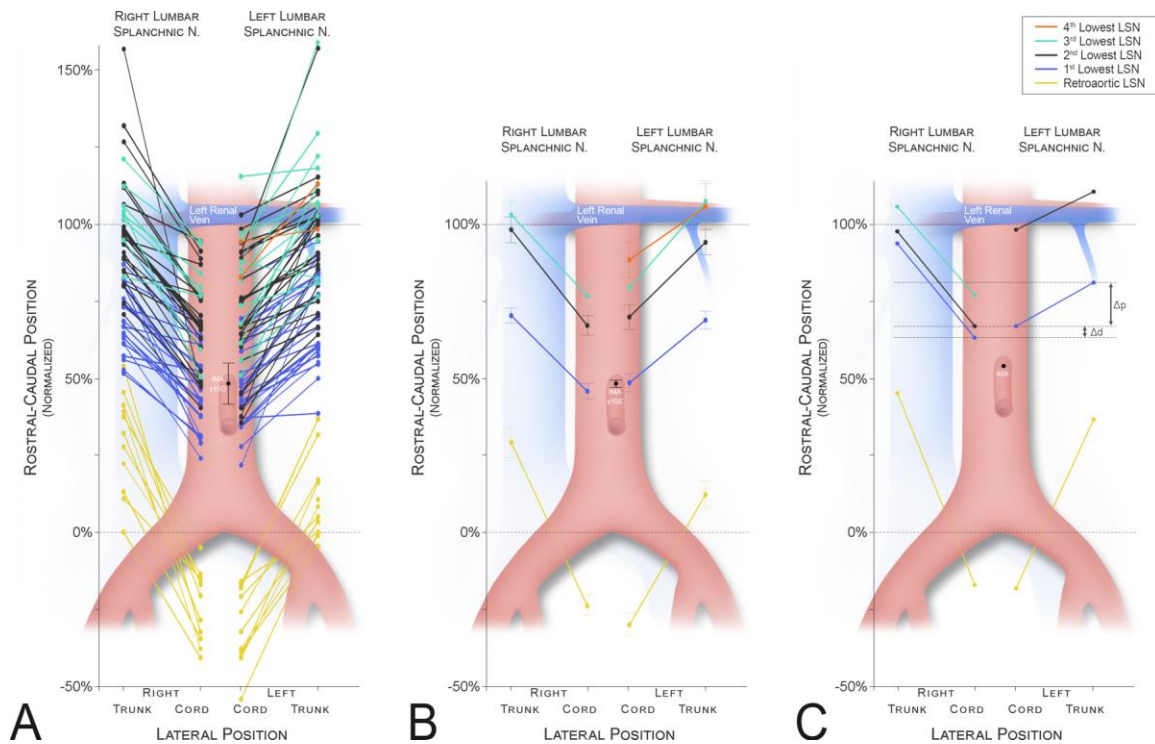 RIGHT LUMBAR
SPLANCHNIC N.
LEFT LUMBAR
SPLANCHNIC N.
150%
100%
50%
0%
-50%
ROSTRAL-CAUDAL POSITION
(NORMALIZED)
Left Renal
Vein
IMA
±1SD
RIGHT
LEFT
TRUNK
CORD
CORD
TRUNK
LATERAL POSITION
A
RIGHT LUMBAR
SPLANCHNIC N.
LEFT LUMBAR
SPLANCHNIC N.
100%
50%
0%
-50%
ROSTRAL-CAUDAL POSITION
(NORMALIZED)
Left Renal
Vein
IMA
RIGHT
LEFT
TRUNK
CORD
CORD
TRUNK
LATERAL POSITION
B
4th Lowest LSN
3rd Lowest LSN
2nd Lowest LSN
1st Lowest LSN
Retroaortic LSN
RIGHT LUMBAR
SPLANCHNIC N.
LEFT LUMBAR
SPLANCHNIC N.
100%
50%
0%
-50%
ROSTRAL-CAUDAL POSITION
(NORMALIZED)
Left Renal
Vein
Δp
Δd
IMA
RIGHT
LEFT
TRUNK
CORD
CORD
TRUNK
LATERAL POSITION
C